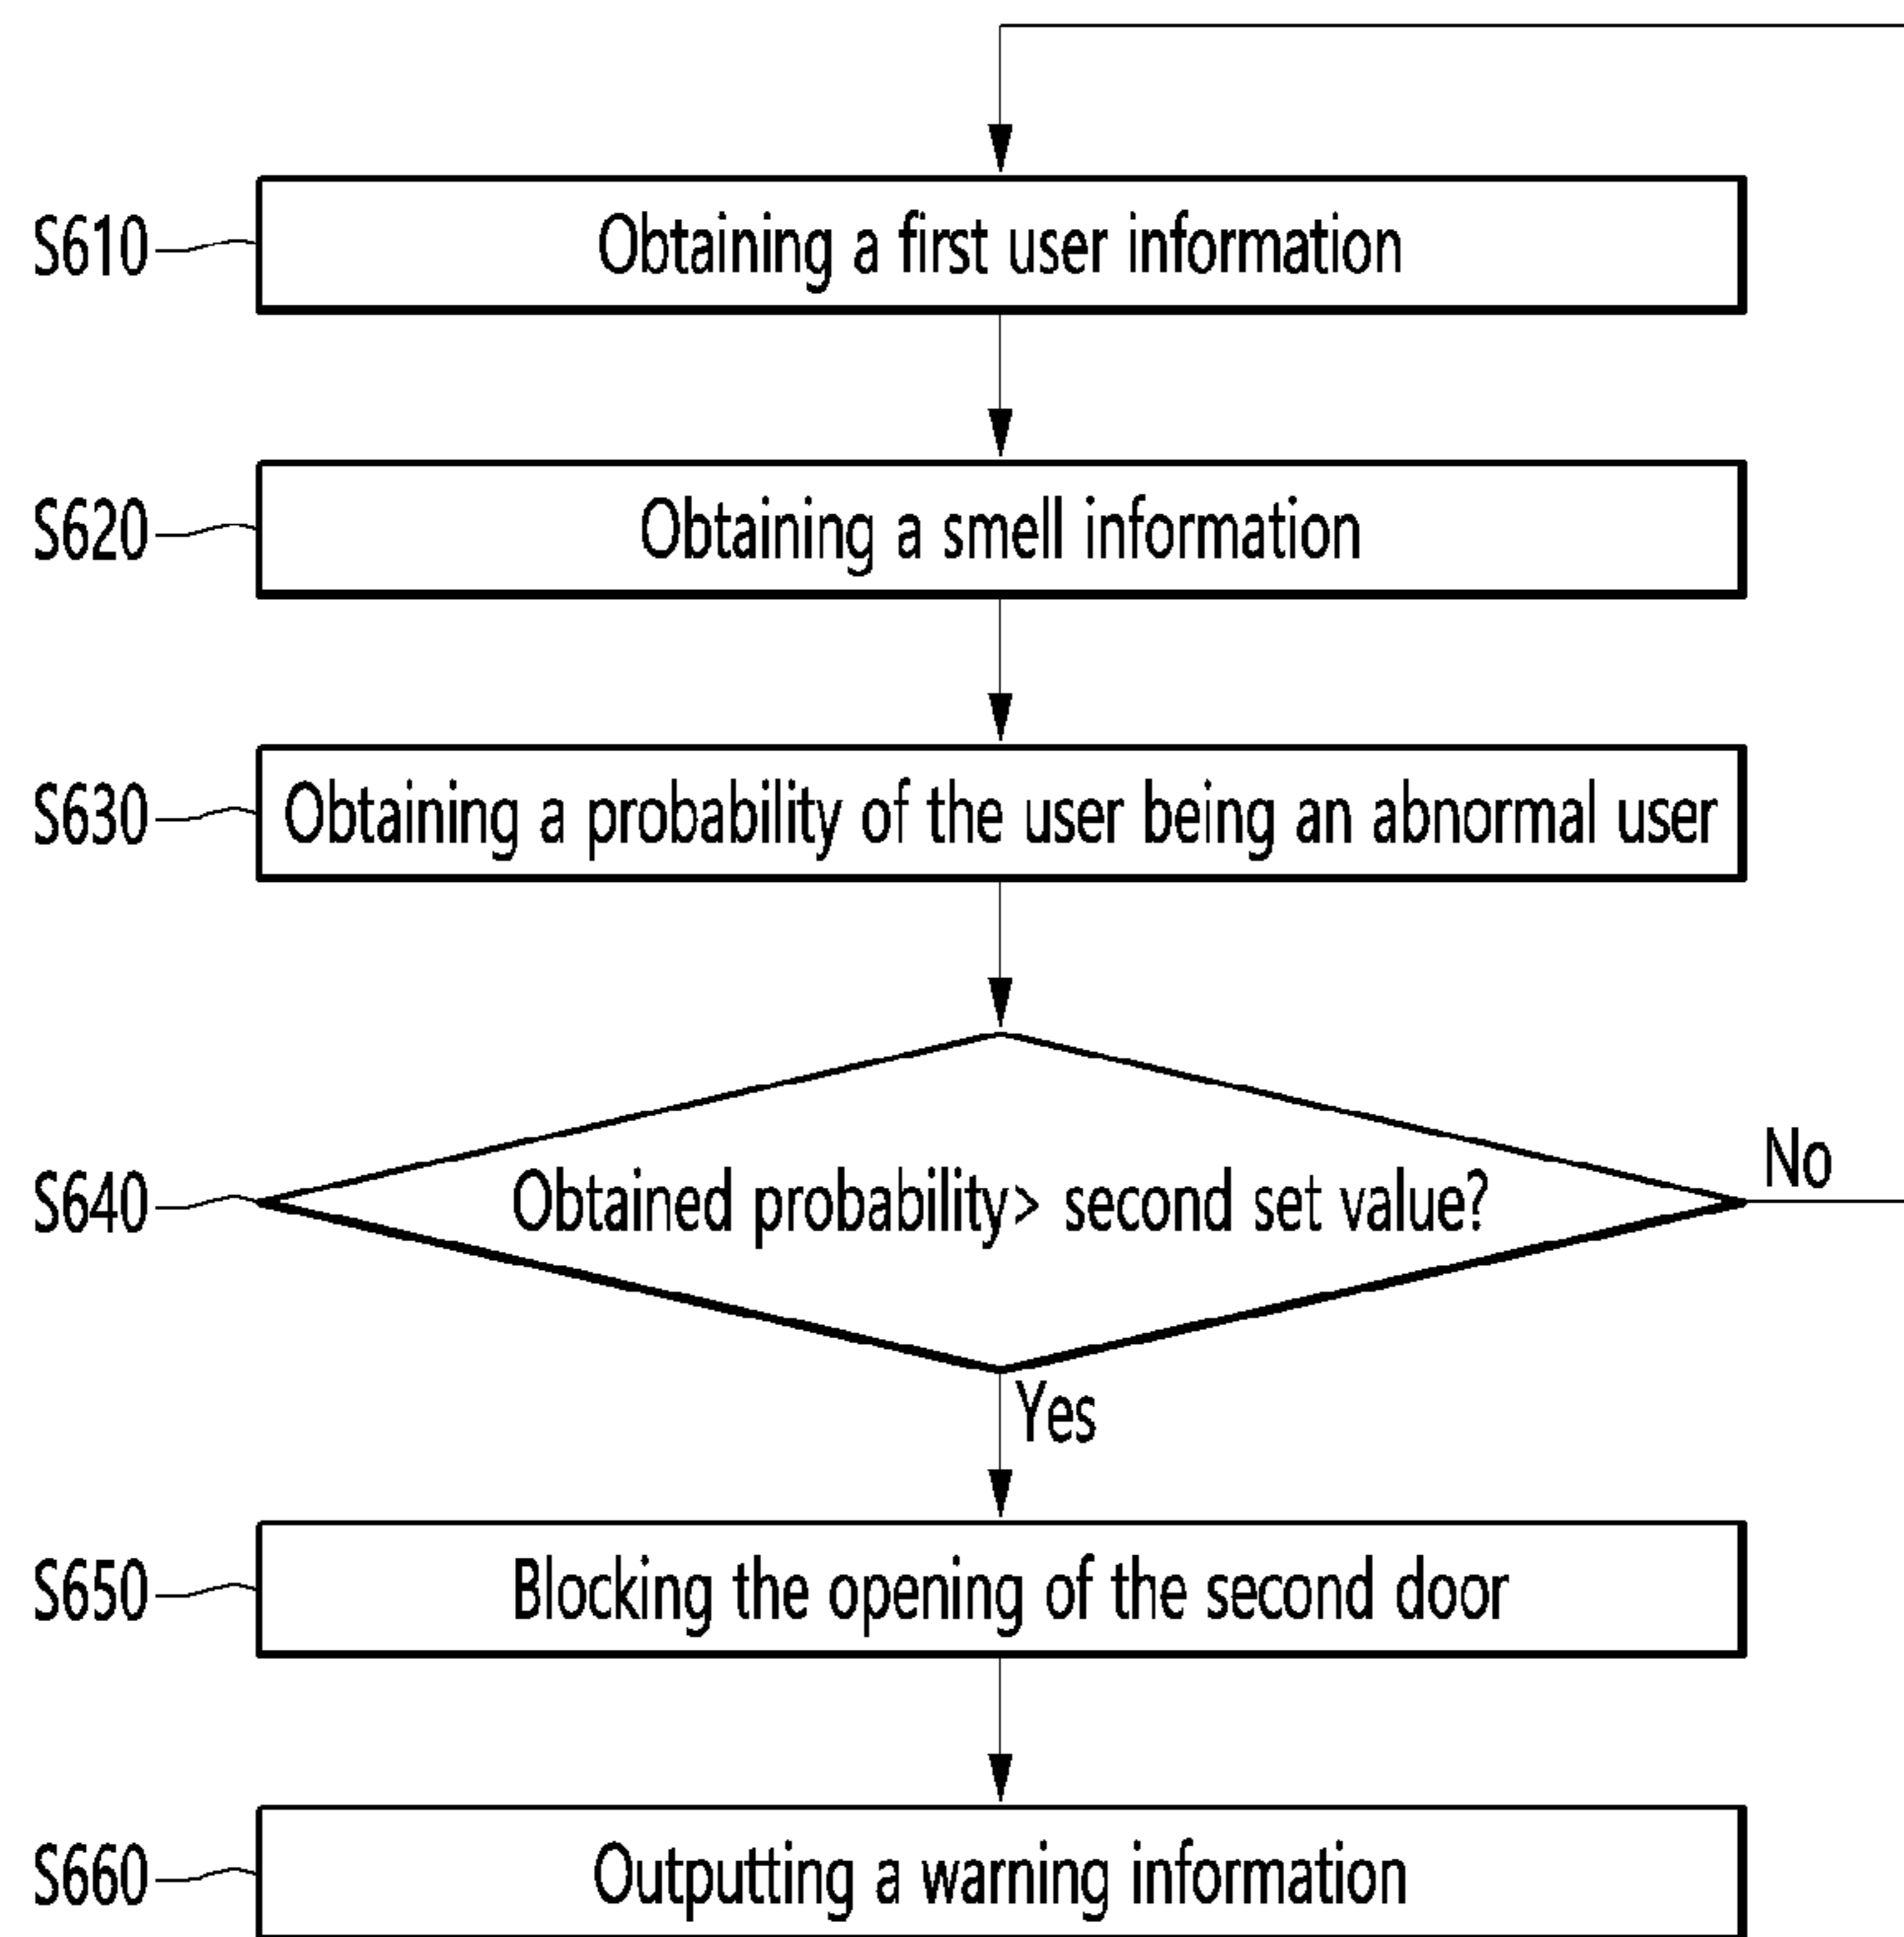 S610 Obtaining a first user information
S620 Obtaining a smell information
S630 Obtaining a probability of the user being an abnormal user
No
S640 Obtained probability> second set value?
Yes
S650 Blocking the opening of the second door
S660 Outputting a warning information